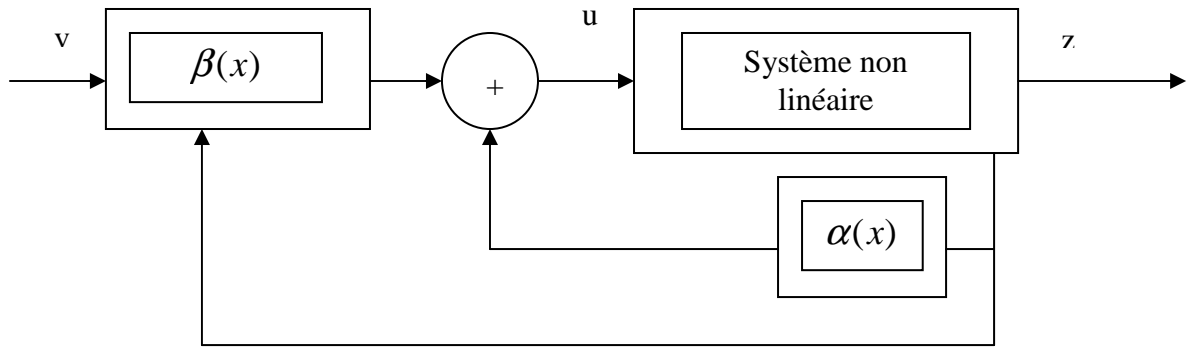 v
β(x)
+
u
Système non
linéaire
z
α(x)